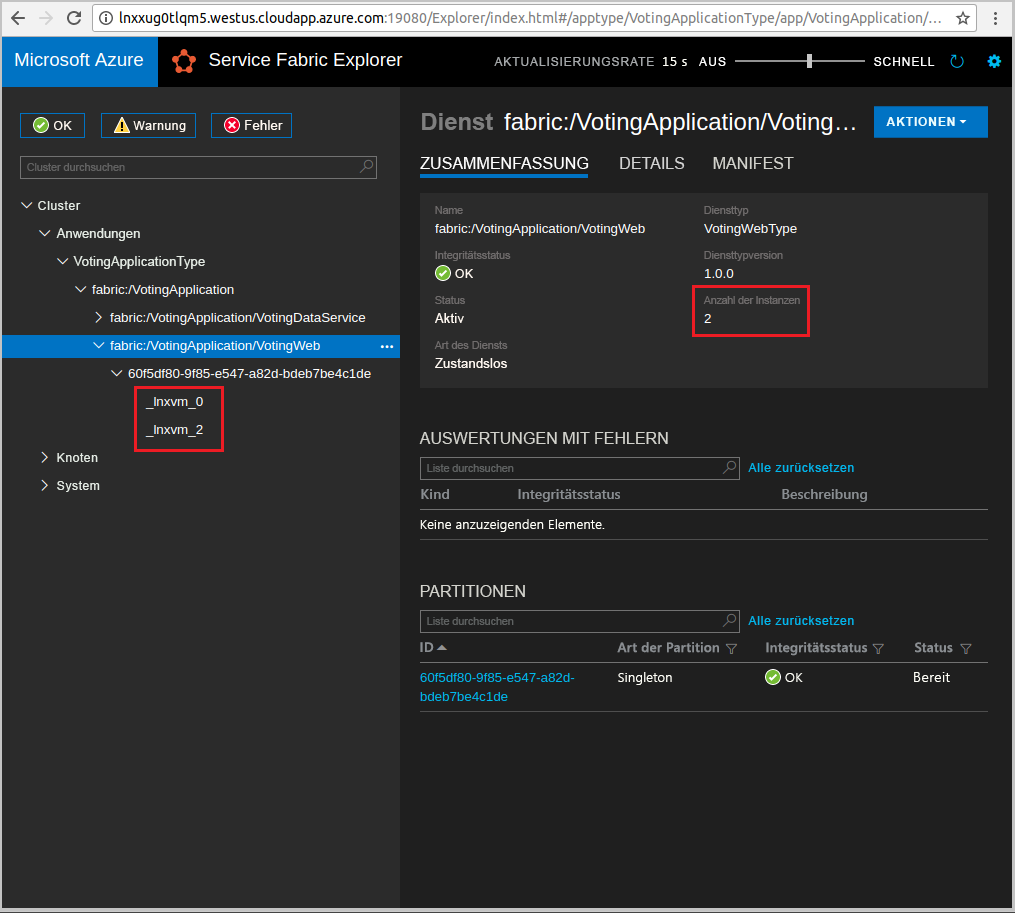 lnxxug0tlqm5.westus.cloudapp.azure.com:19080/Explorer/index.html#/apptype/VotingApplicationType/app/VotingApplication/...
Microsoft Azure
Service Fabric Explorer
AKTUALISIERUNGSRATE 15 s AUS
SCHNELL
OK
Warnung
Fehler
Cluster durchsuchen
Cluster
Anwendungen
VotingApplicationType
fabric:/VotingApplication
fabric:/VotingApplication/VotingDataService
fabric:/VotingApplication/VotingWeb
...
60f5df80-9f85-e547-a82d-bdeb7be4c1de
_lnxvm_0
_lnxvm_2
Knoten
System
Dienst fabric:/VotingApplication/Voting...
AKTIONEN
ZUSAMMENFASSUNG
DETAILS
MANIFEST
Name
fabric:/VotingApplication/VotingWeb
Integritätsstatus
OK
Status
Aktiv
Art des Diensts
Zustandslos
Diensttyp
VotingWebType
Diensttypversion
1.0.0
Anzahl der Instanzen
2
AUSWERTUNGEN MIT FEHLERN
Liste durchsuchen
Alle zurücksetzen
Kind Integritätsstatus Beschreibung
Keine anzuzeigenden Elemente.
PARTITIONEN
Liste durchsuchen
Alle zurücksetzen
ID Art der Partition Integritätsstatus Status
60f5df80-9f85-e547-a82d-
bdeb7be4c1de
Singleton
OK
Bereit